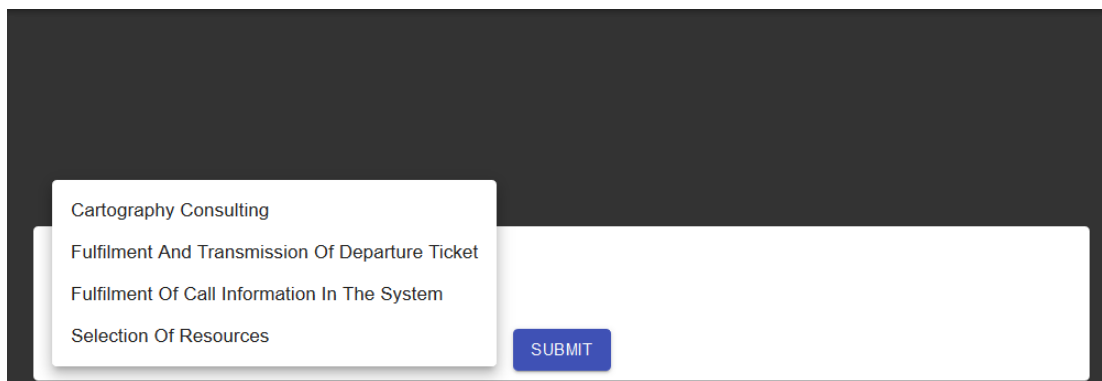 Cartography Consulting
Fulfilment And Transmission Of Departure Ticket
Fulfilment Of Call Information In The System
Selection Of Resources
SUBMIT